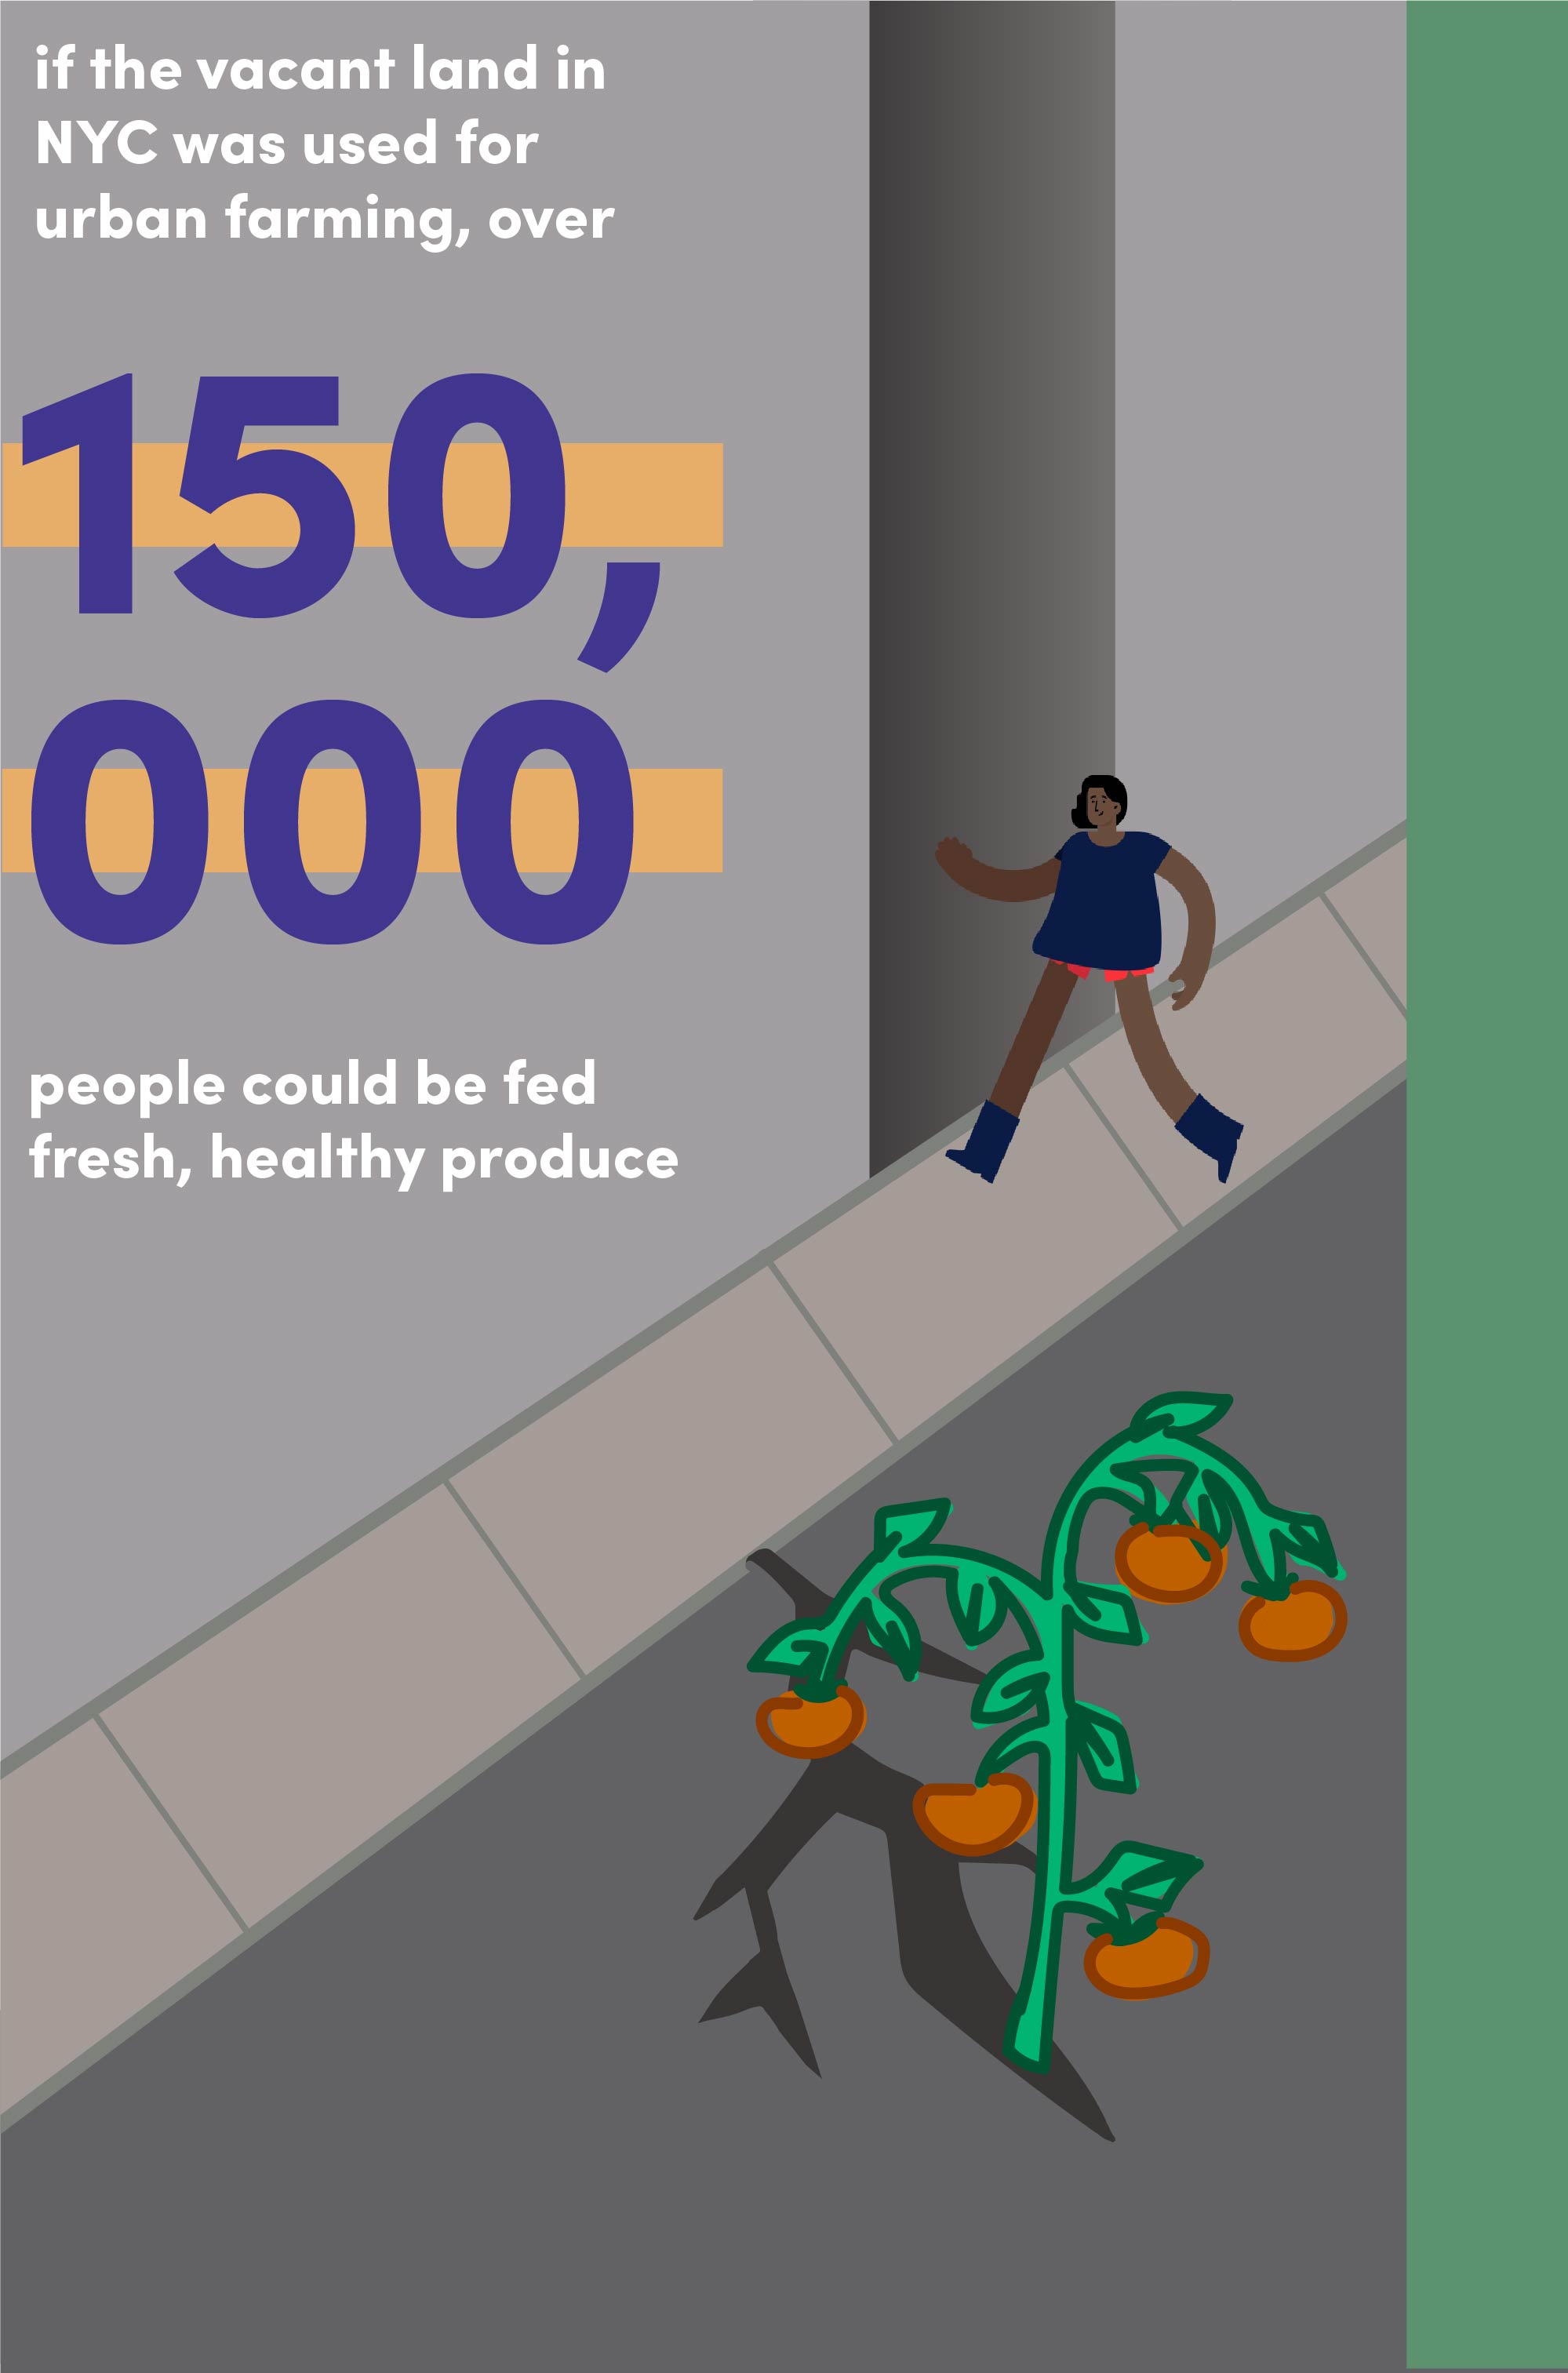 if the vacant land in
NYC was used for
urban farming, over
150,
000
people could be fed
fresh, healthy produce